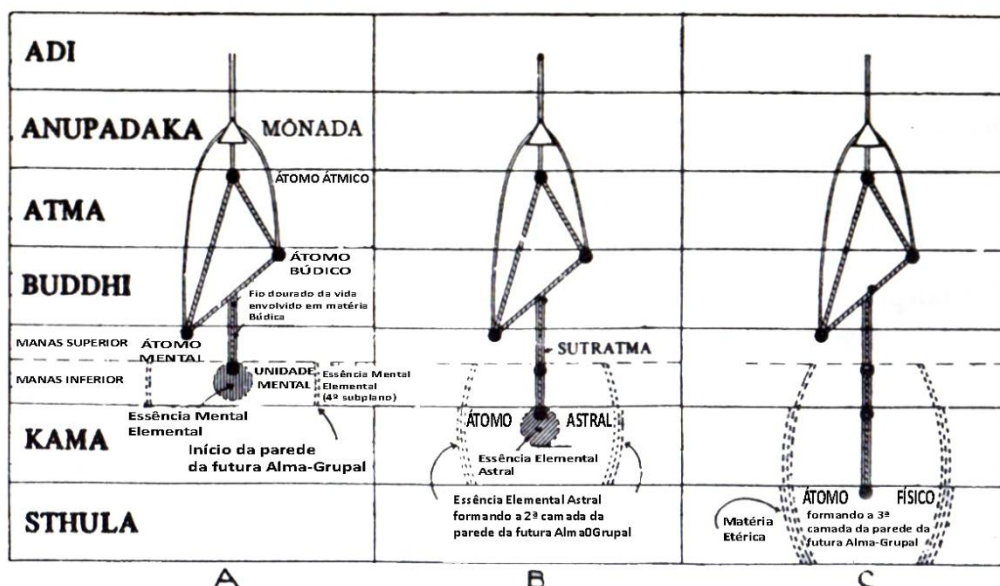 ADI
ANUPADAKA
ATMA
BUDDHI
MANAS SUPERIOR
MANAS INFERIOR
KAMA
STHULA
MÔNADA
ÁTOMO ÁTMICO
ÁTOMO
BÚDICO
Fio dourado da vida
envolvido em matéria
Búdica
ÁTOMO
MENTAL
UNIDADE
MENTAL
Essência Mental
Elemental
(4º subplano)
Essência Mental
Elemental
Início da parede
da futura Alma-Grupal
A
SUTRATMA
ÁTOMO ASTRAL
Essência Elemental
Astral
Essência Elemental Astral
formando a 2ª camada da
parede da futura Alma0Grupal
B
ÁTOMO FÍSICO
formando a 3ª
camada da parede da
futura Alma-Grupal
Matéria
Etérica
C